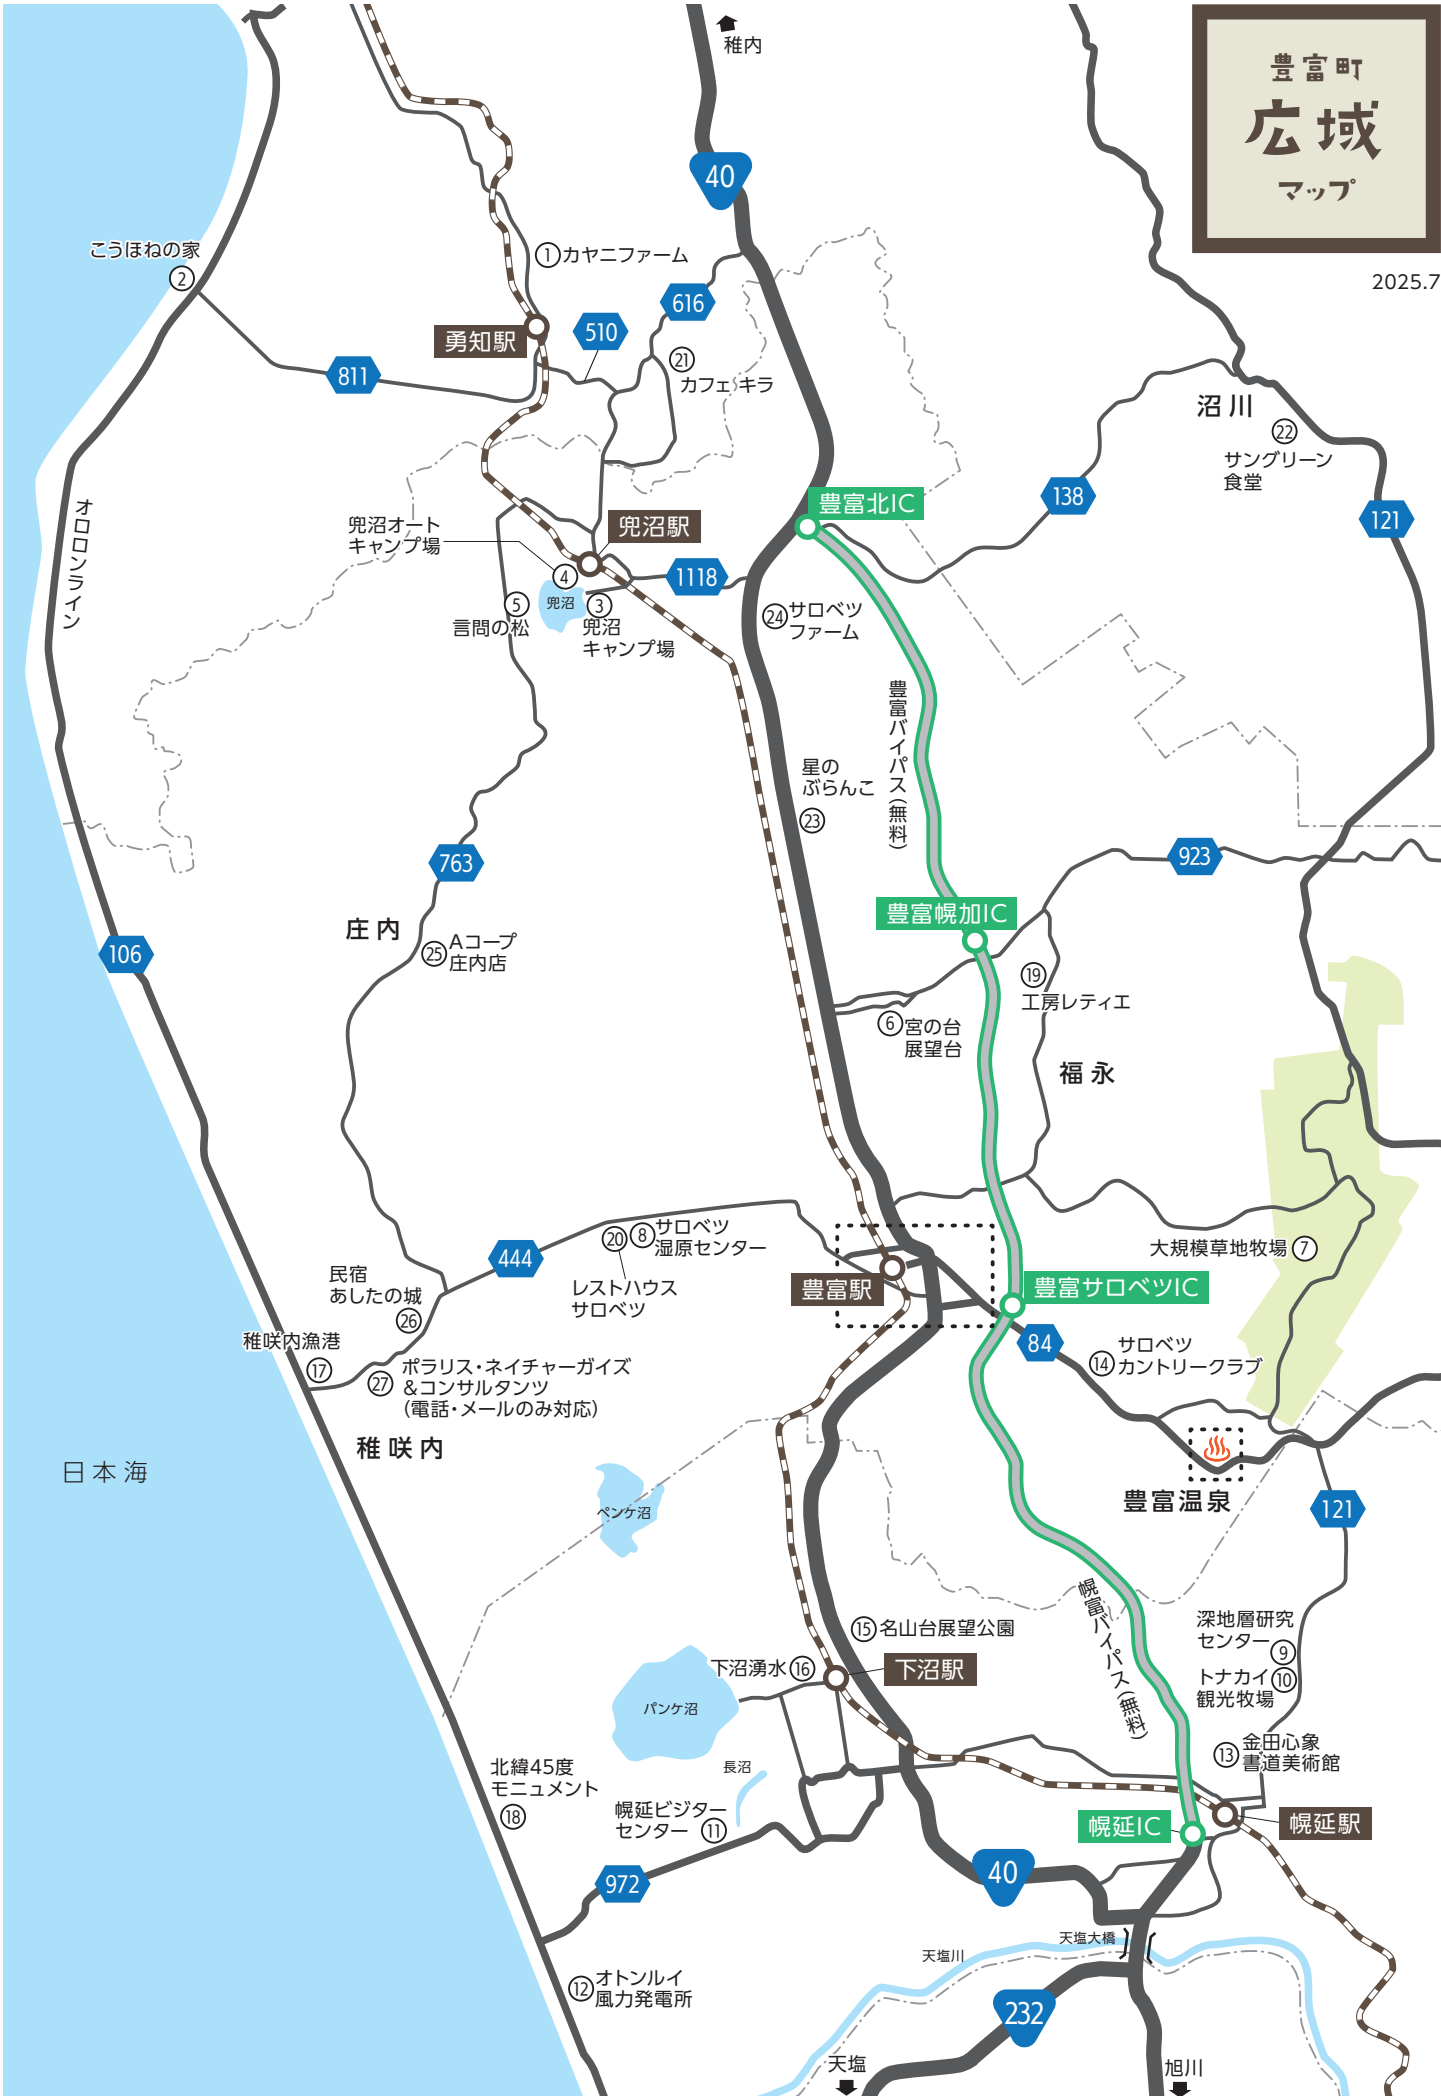 豊富町
広域
マップ
2025.7
稚内
40
こうほねの家
②
①カヤニファーム
616
510
勇知駅
811
㉑
カフェ キラ
沼川
㉒
サングリーン
食堂
138
121
オロロンライン
豊富北IC
兜沼オート
キャンプ場
兜沼駅
④
1118
⑤
言問の松
兜沼
③
兜沼
キャンプ場
㉔サロベツ
ファーム
豊富バイパス(無料)
星の
ぶらんこ
㉓
763
923
庄内
㉕Aコープ
庄内店
106
豊富幌加IC
⑲
工房レティエ
⑥宮の台
展望台
福永
444
⑳
⑧サロベツ
湿原センター
レストハウス
サロベツ
大規模草地牧場⑦
豊富駅
豊富サロベツIC
民宿
あしたの城
㉖
稚咲内漁港
⑰
㉗ポラリス・ネイチャーガイズ
&コンサルタンツ
(電話・メールのみ対応)
稚咲内
84
⑭サロベツ
カントリークラブ
日本海
豊富温泉
ペンケ沼
121
幌富バイパス(無料)
⑮名山台展望公園
下沼湧水⑯
下沼駅
深地層研究
センター⑨
トナカイ⑩
観光牧場
パンケ沼
長沼
⑬金田心象
書道美術館
北緯45度
モニュメント
⑱
幌延ビジター
センター⑪
幌延IC
幌延駅
972
40
天塩大橋
天塩川
⑫オトンルイ
風力発電所
232
天塩
旭川